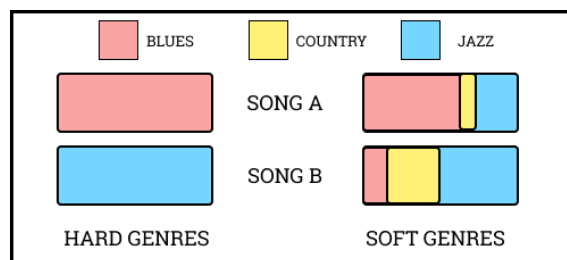 BLUES COUNTRY JAZZ
SONG A
SONG B
HARD GENRES SOFT GENRES